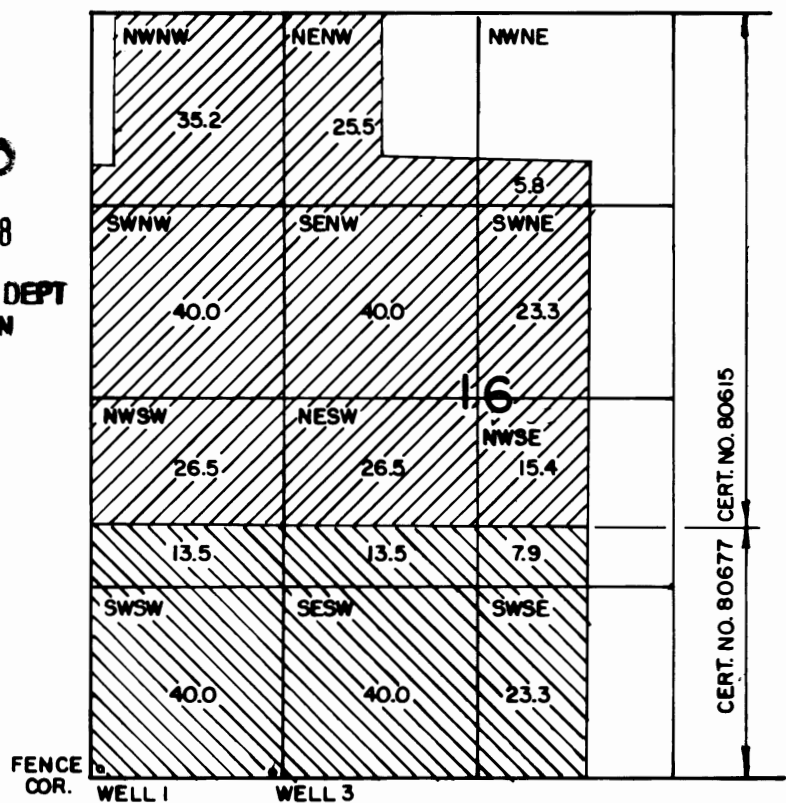 NWNW NENW NWNE
35.2 25.5
5.8
8
SWNW SENW SWNE
DEPT
N
40.0 40.0 23.3
16
NWSW NESW
NWSE
26.5 26.5 15.4
CERT. NO. 80615
13.5 13.5 7.9
SWSW SESW SWSE
CERT. NO. 80677
40.0 40.0 23.3
FENCE
COR.
WELL 1 WELL 3